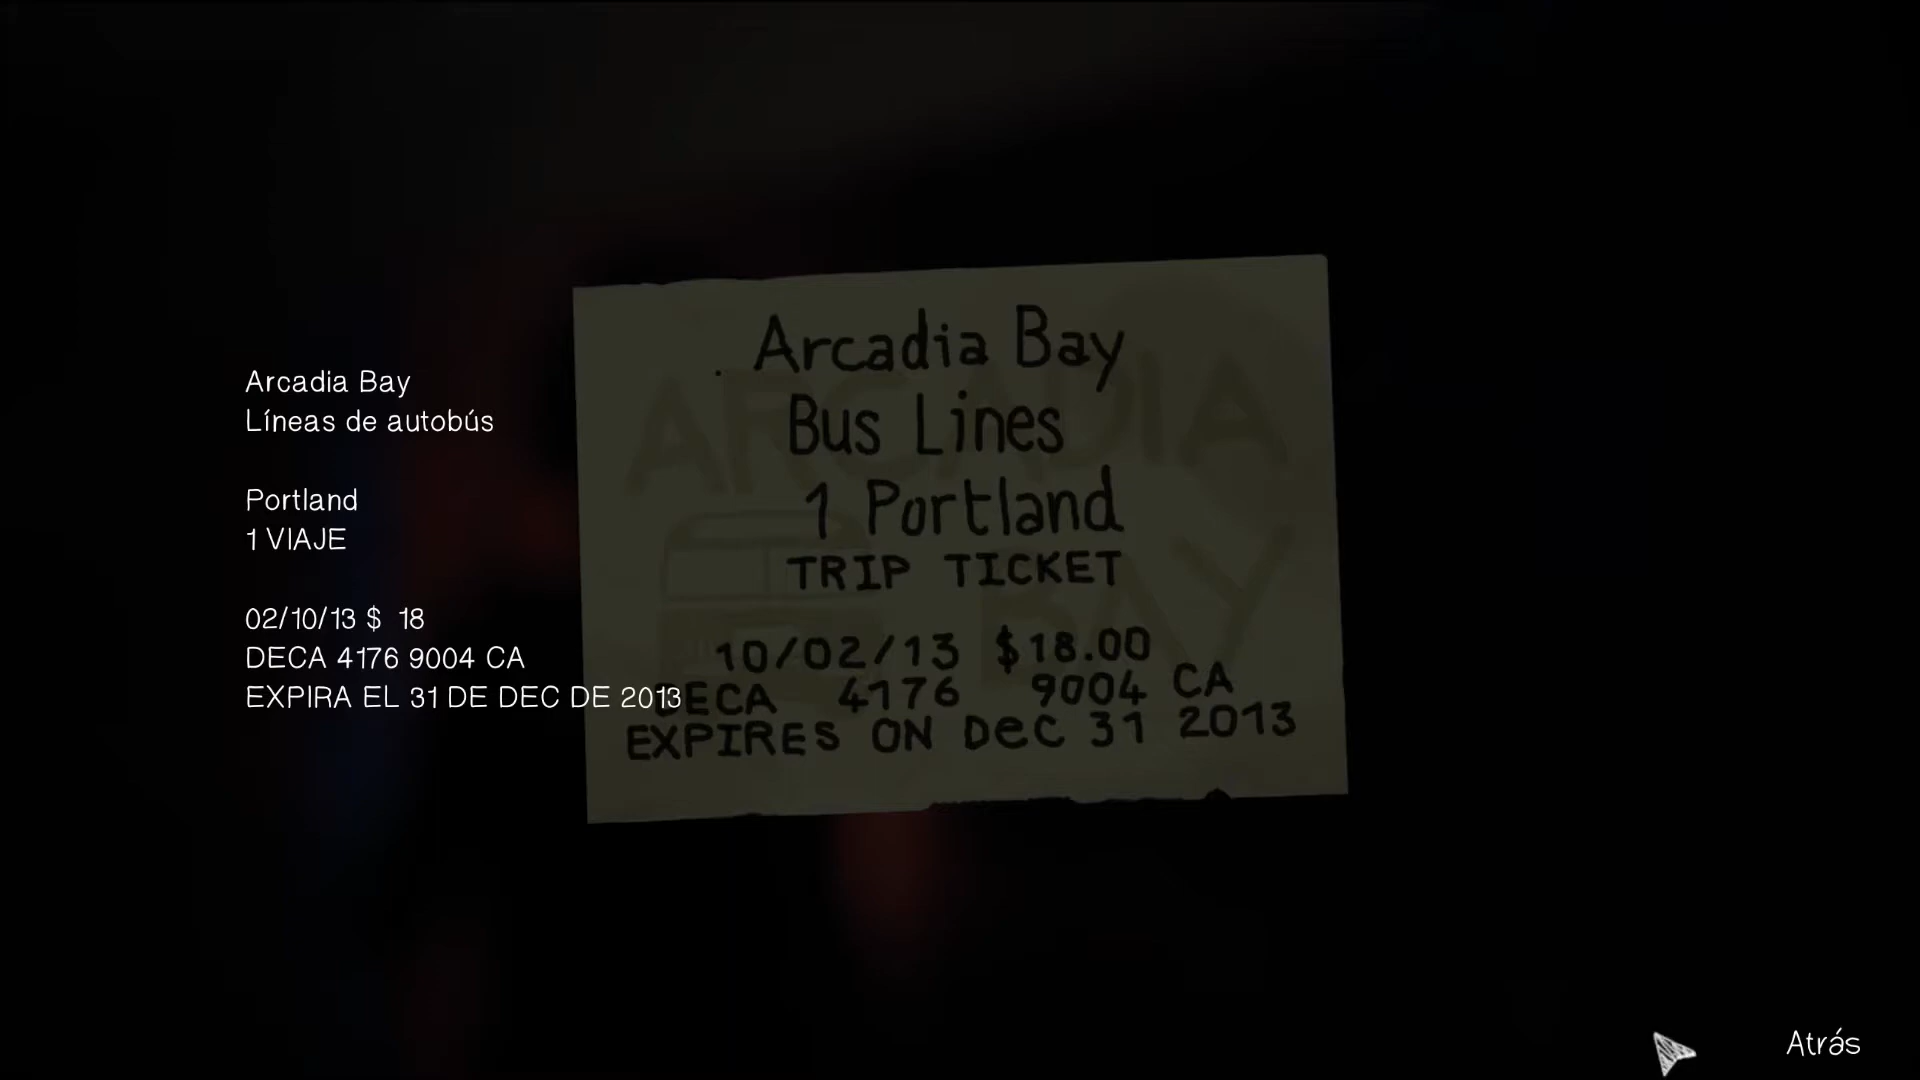 Arcadia Bay
Líneas de autobús
Portland
1 VIAJE
02/10/13 $ 18
DECA 4176 9004 CA
EXPIRA EL 31 DE DEC DE 2013
Arcadia Bay
Bus Lines
1 Portland
TRIP TICKET
10/02/13 $18.00
DECA 4176 9004 CA
EXPIRES ON DeC 31 2013
ARCADIA
BAY
Atrás